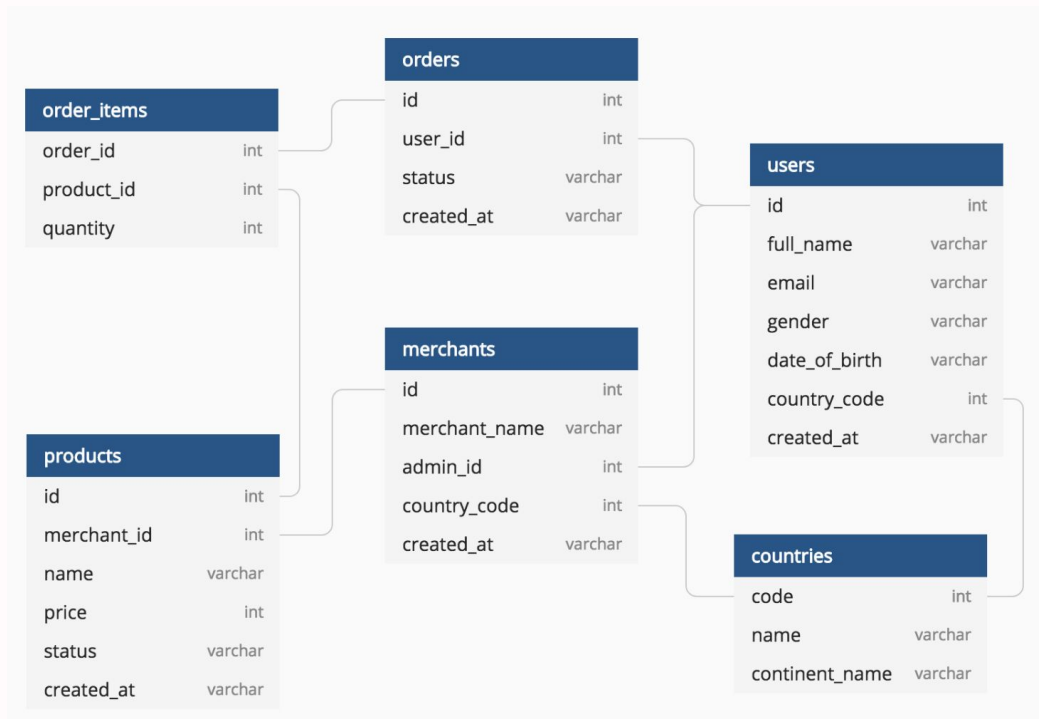 order_items
order_id int
product_id int
quantity int
orders
id int
user_id int
status varchar
created_at varchar
users
id int
full_name varchar
email varchar
gender varchar
date_of_birth varchar
country_code int
created_at varchar
merchants
id int
merchant_name varchar
admin_id int
country_code int
created_at varchar
products
id int
merchant_id int
name varchar
price int
status varchar
created_at varchar
countries
code int
name varchar
continent_name varchar